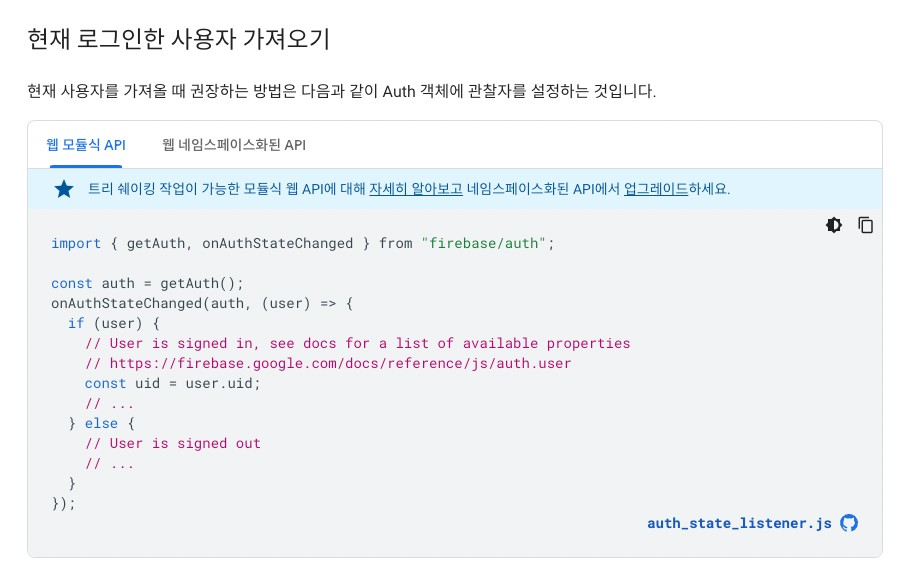 현재 로그인한 사용자 가져오기
현재 사용자를 가져올 때 권장하는 방법은 다음과 같이 Auth 객체에 관찰자를 설정하는 것입니다.
웹 모듈식 API 웹 네임스페이스화된 API
트리 쉐이킹 작업이 가능한 모듈식 웹 API에 대해 자세히 알아보고 네임스페이스화된 API에서 업그레이드하세요.
import { getAuth, onAuthStateChanged } from "firebase/auth";
const auth = getAuth();
onAuthStateChanged(auth, (user) => {
  if (user) {
    // User is signed in, see docs for a list of available properties
    // https://firebase.google.com/docs/reference/js/auth.user
    const uid = user.uid;
    // ...
  } else {
    // User is signed out
    // ...
  }
});
auth_state_listener.js